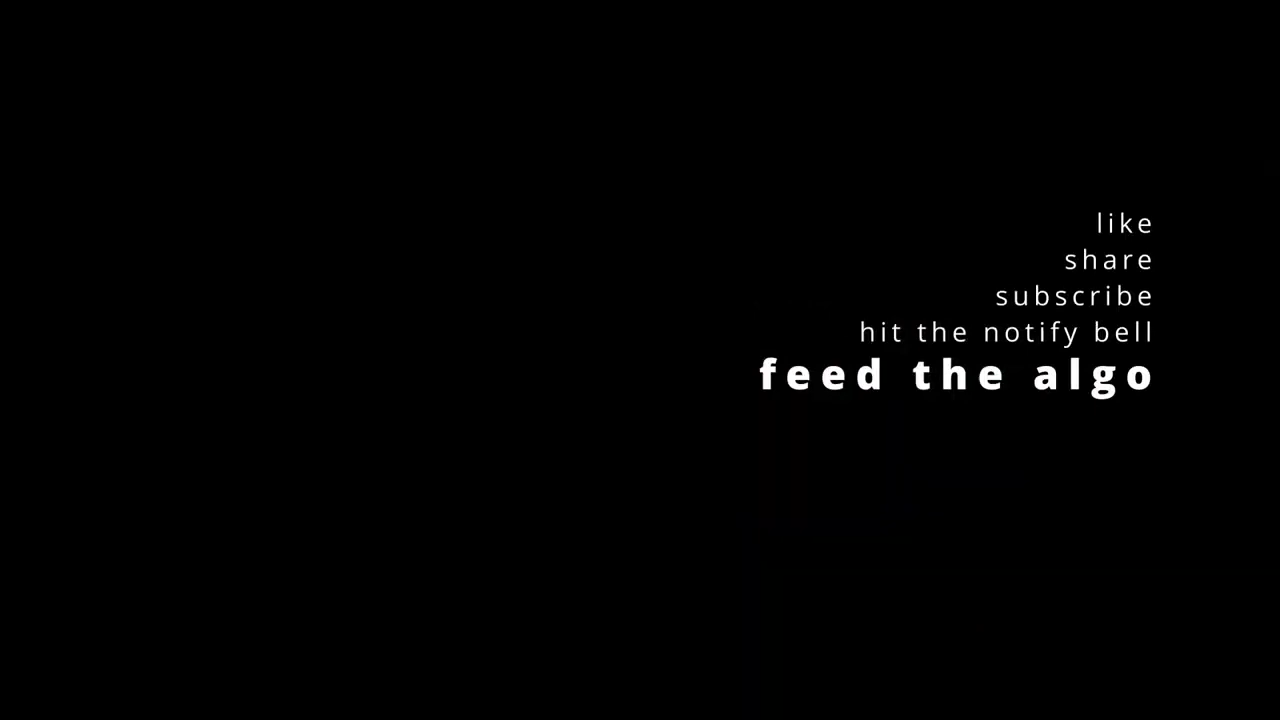 like
share
subscribe
hit the notify bell
feed the algo